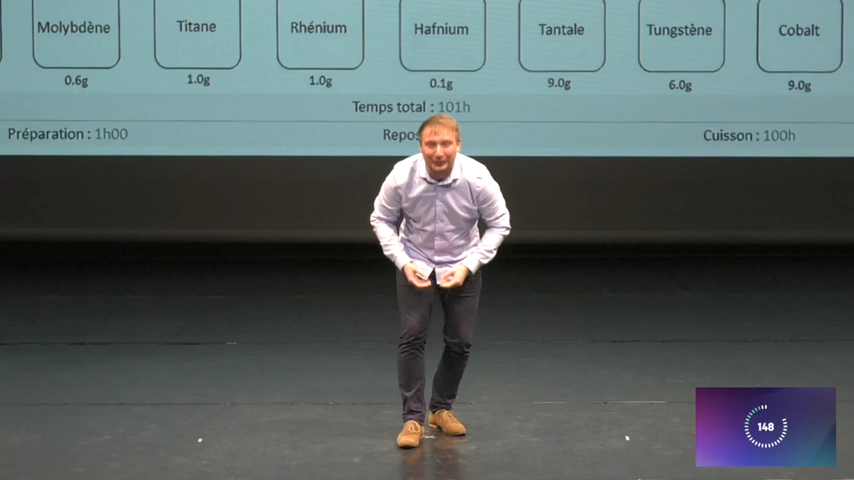 Molybdène Titane Rhénium Hafnium Tantale Tungstène Cobalt
0.6g 1.0g 1.0g 0.1g 9.0g 6.0g 9.0g
Temps total : 101h
Préparation : 1h00 Repos Cuisson : 100h
148